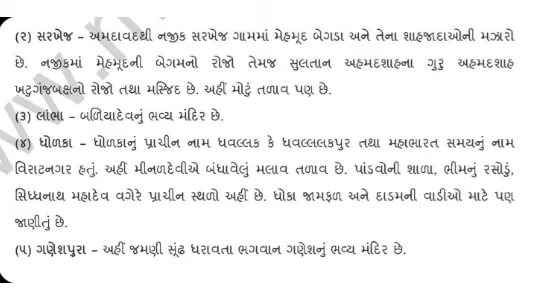 (૨) સરખેજ – અમદાવદથી નજીક સરખેજ ગામમાં મેહમૂદ બેગડા અને તેના શાહજાદાઓની મઝારો
છે. નજીકમાં મેહમૂદની બેગમનો રોજો તેમજ સુલતાન અહમદશાહના ગુરુ અહમદશાહ
ખટુગંજબક્ષનો રોજો તથા મસ્જિદ છે. અહીં મોટું તળાવ પણ છે.
(૩) લાંભા – બળિયાદેવનું ભવ્ય મંદિર છે.
(૪) ધોળકા – ધોળકાનું પ્રાચીન નામ ધવલ્લક કે ધવલ્લલકપુર તથા મહાભારત સમયનું નામ
વિરાટનગર હતું. અહીં મીનળદેવીએ બંધાવેલું મલાવ તળાવ છે. પાંડવોની શાળા, ભીમનું રસોડું,
સિધ્ધનાથ મહાદેવ વગેરે પ્રાચીન સ્થળો અહીં છે. ધોકા જામફળ અને દાડમની વાડીઓ માટે પણ
જાણીતું છે.
(૫) ગણેશપુરા – અહીં જમણી સૂંઢ ધરાવતા ભગવાન ગણેશનું ભવ્ય મંદિર છે.